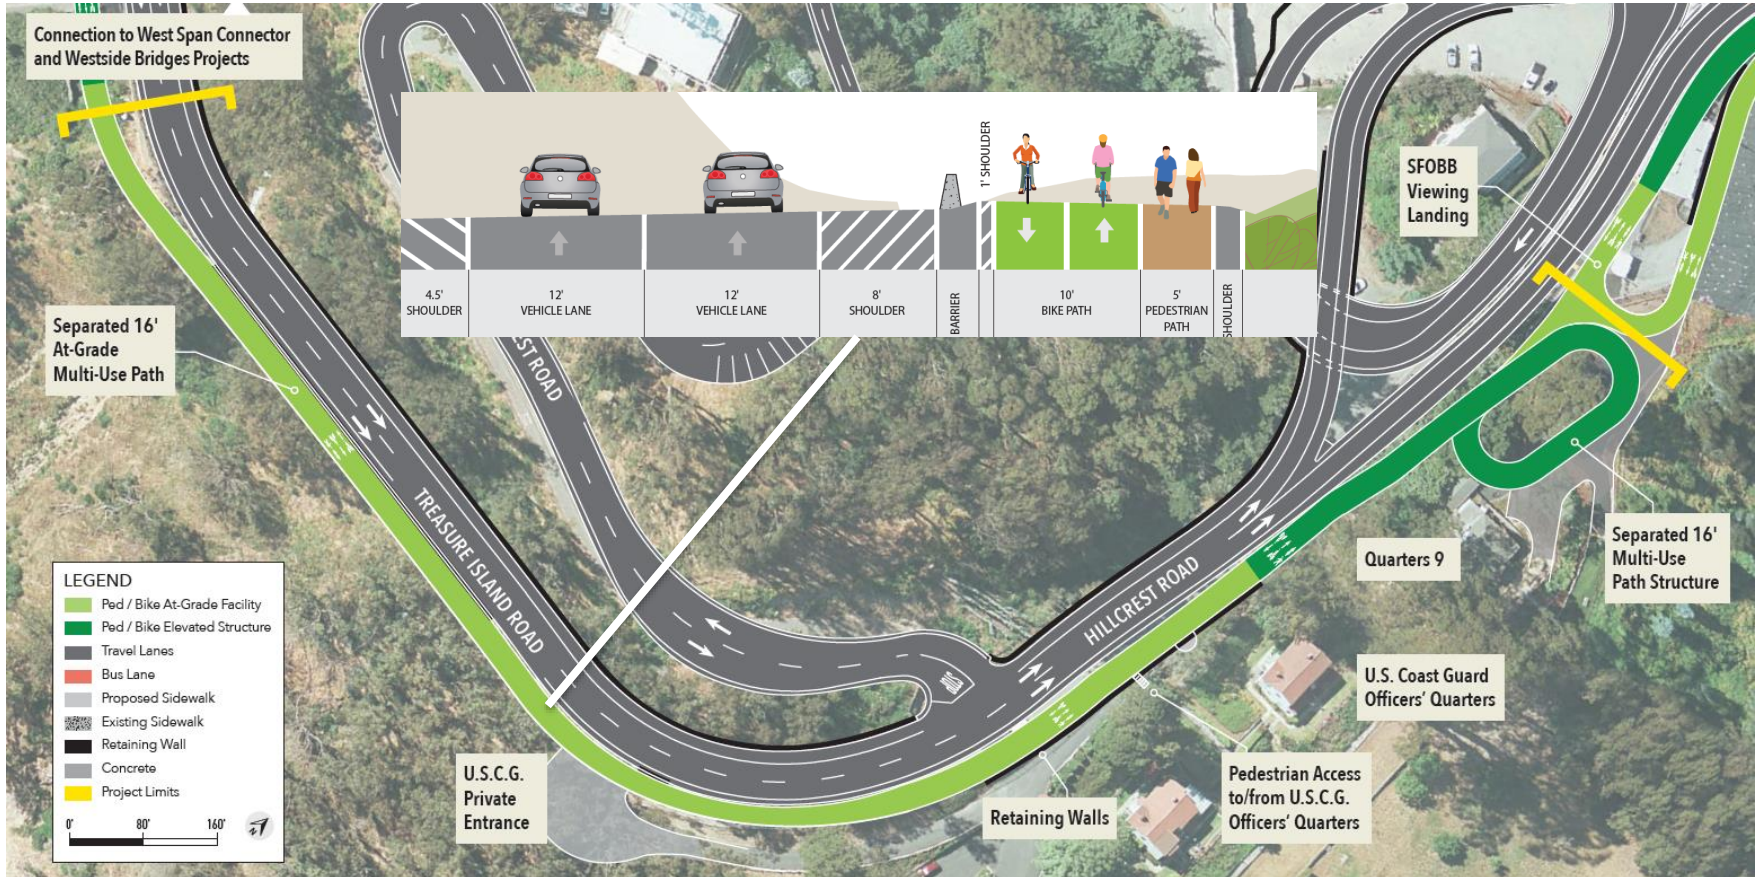 Connection to West Span Connector
and Westside Bridges Projects
1' SHOULDER
4.5'
SHOULDER
12'
VEHICLE LANE
12'
VEHICLE LANE
8'
SHOULDER
BARRIER
10'
BIKE PATH
5'
PEDESTRIAN
PATH
SHOULDER
SFOBB
Viewing
Landing
Separated 16'
At-Grade
Multi-Use Path
EST ROAD
TREASURE ISLAND ROAD
HILLCREST ROAD
STOP
Separated 16'
Multi-Use
Path Structure
Quarters 9
U.S. Coast Guard
Officers' Quarters
Pedestrian Access
to/from U.S.C.G.
Officers' Quarters
Retaining Walls
U.S.C.G.
Private
Entrance
LEGEND
Ped / Bike At-Grade Facility
Ped / Bike Elevated Structure
Travel Lanes
Bus Lane
Proposed Sidewalk
Existing Sidewalk
Retaining Wall
Concrete
Project Limits
0' 80' 160'